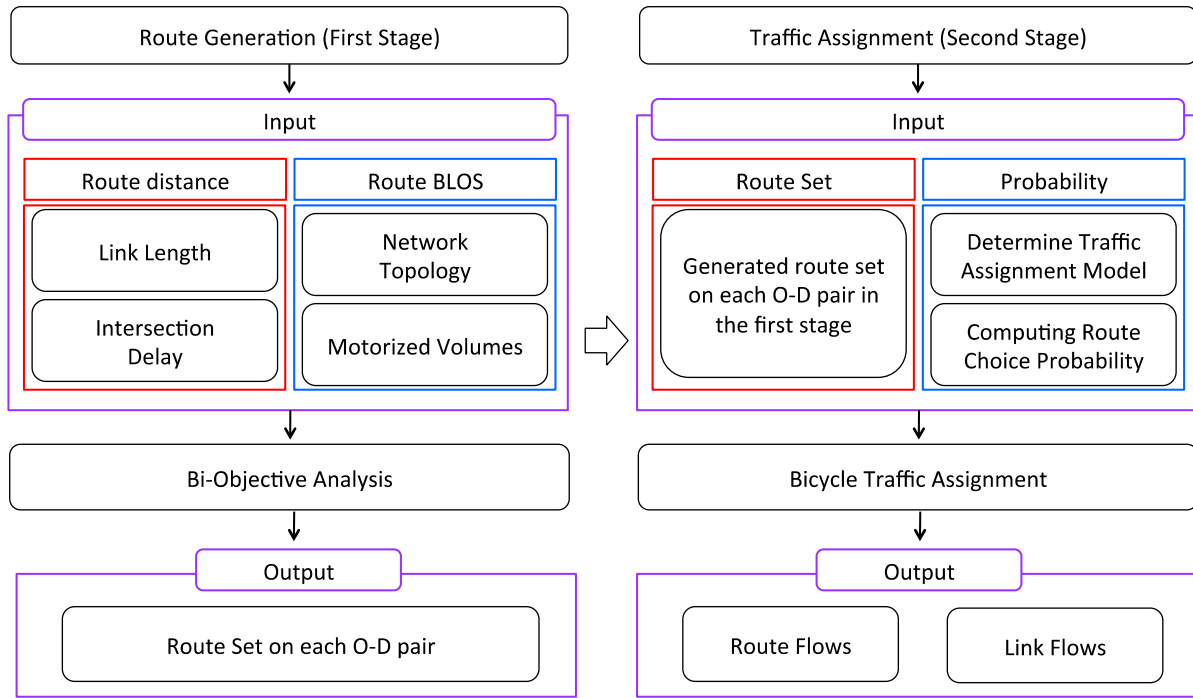 Route Generation (First Stage)
Input
Route distance
Route BLOS
Link Length
Network
Topology
Intersection
Delay
Motorized Volumes
Bi-Objective Analysis
Output
Route Set on each O-D pair
Traffic Assignment (Second Stage)
Input
Route Set
Probability
Generated route set
on each O-D pair in
the first stage
Determine Traffic
Assignment Model
Computing Route
Choice Probability
Bicycle Traffic Assignment
Output
Route Flows
Link Flows